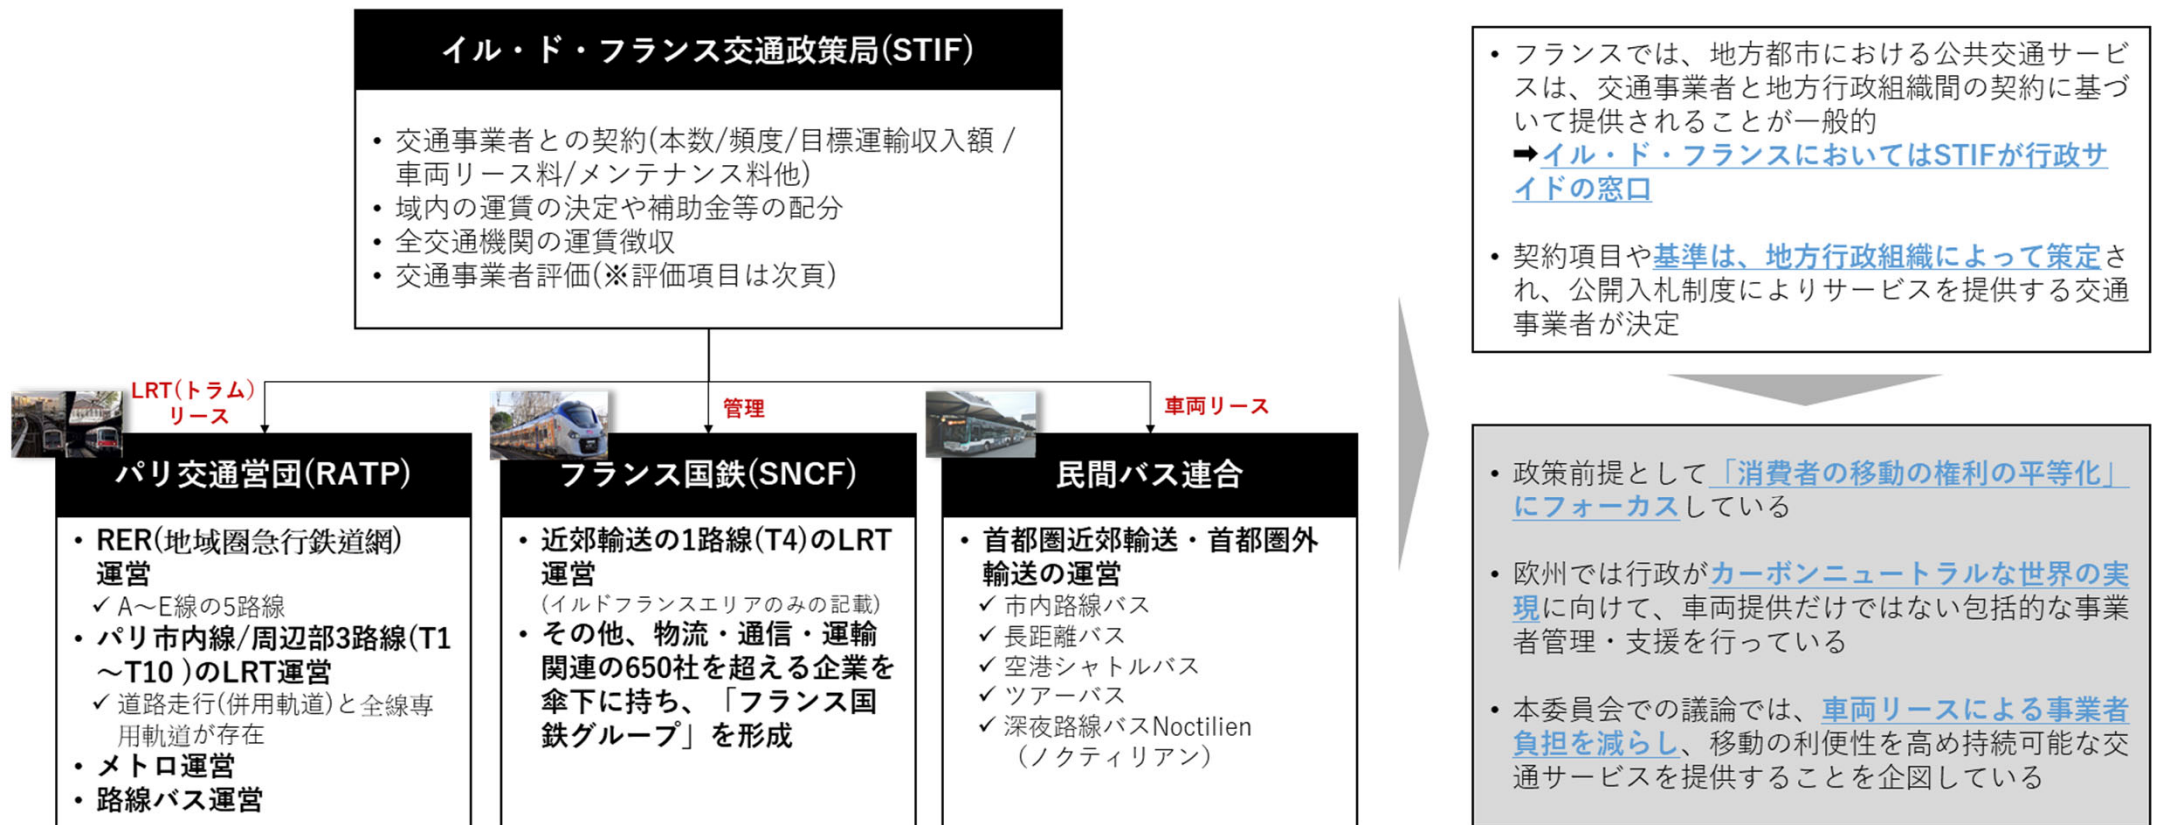 イル・ド・フランス交通政策局(STIF)
• 交通事業者との契約(本数/頻度/目標運輸収入額 /
車両リース料/メンテナンス料他)
• 域内の運賃の決定や補助金等の配分
• 全交通機関の運賃徴収
• 交通事業者評価(※評価項目は次頁)
LRT(トラム)
リース
管理
車両リース
パリ交通営団(RATP)
• RER(地域圏急行鉄道網)
運営
✓ A～E線の5路線
• パリ市内線/周辺部3路線(T1
～T10 )のLRT運営
✓ 道路走行(併用軌道)と全線専
用軌道が存在
• メトロ運営
• 路線バス運営
フランス国鉄(SNCF)
• 近郊輸送の1路線(T4)のLRT
運営
(イルドフランスエリアのみの記載)
• その他、物流・通信・運輸
関連の650社を超える企業を
傘下に持ち、「フランス国
鉄グループ」を形成
民間バス連合
• 首都圏近郊輸送・首都圏外
輸送の運営
✓ 市内路線バス
✓ 長距離バス
✓ 空港シャトルバス
✓ ツアーバス
✓ 深夜路線バスNoctilien
（ノクティリアン）
• フランスでは、地方都市における公共交通サービ
スは、交通事業者と地方行政組織間の契約に基づ
いて提供されることが一般的
➡イル・ド・フランスにおいてはSTIFが行政サ
イドの窓口
• 契約項目や基準は、地方行政組織によって策定さ
れ、公開入札制度によりサービスを提供する交通
事業者が決定
• 政策前提として「消費者の移動の権利の平等化」
にフォーカスしている
• 欧州では行政がカーボンニュートラルな世界の実
現に向けて、車両提供だけではない包括的な事業
者管理・支援を行っている
• 本委員会での議論では、車両リースによる事業者
負担を減らし、移動の利便性を高め持続可能な交
通サービスを提供することを企図している